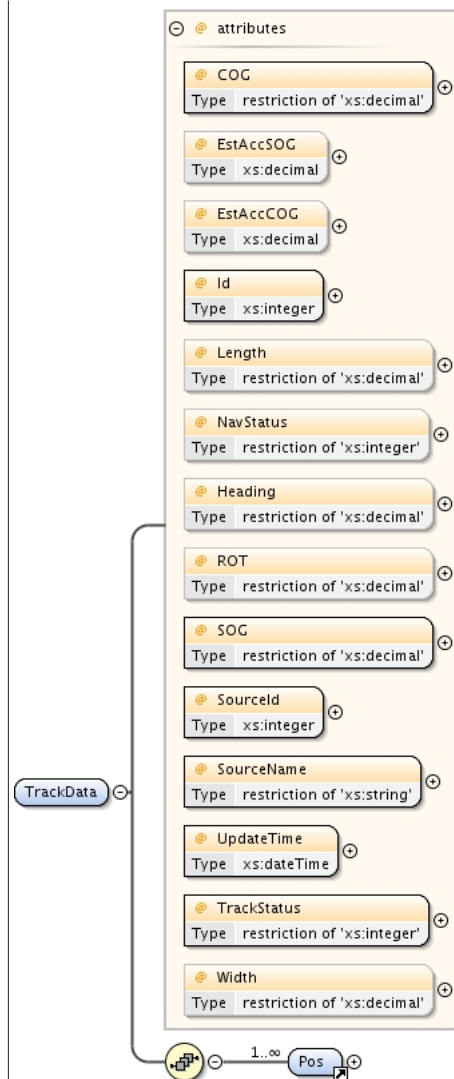 @ attributes
@ COG
Type restriction of 'xs:decimal'
@ EstAccSOG
Type xs:decimal
@ EstAccCOG
Type xs:decimal
@ Id
Type xs:integer
@ Length
Type restriction of 'xs:decimal'
@ NavStatus
Type restriction of 'xs:integer'
@ Heading
Type restriction of 'xs:decimal'
@ ROT
Type restriction of 'xs:decimal'
@ SOG
Type restriction of 'xs:decimal'
@ SourceId
Type xs:integer
@ SourceName
Type restriction of 'xs:string'
TrackData
@ UpdateTime
Type xs:dateTime
@ TrackStatus
Type restriction of 'xs:integer'
@ Width
Type restriction of 'xs:decimal'
1..∞
Pos